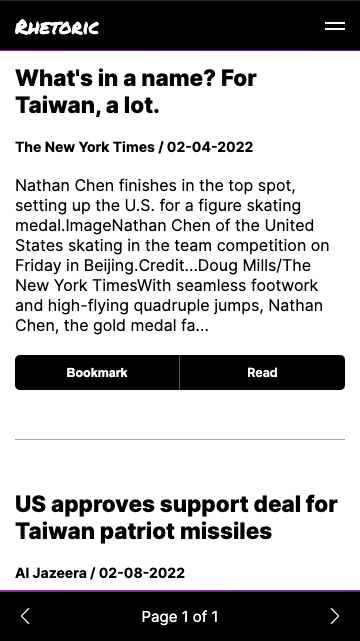 Rhetoric
What's in a name? For
Taiwan, a lot.
The New York Times / 02-04-2022
Nathan Chen finishes in the top spot,
setting up the U.S. for a figure skating
medal.ImageNathan Chen of the United
States skating in the team competition on
Friday in Beijing.Credit...Doug Mills/The
New York TimesWith seamless footwork
and high-flying quadruple jumps, Nathan
Chen, the gold medal fa...
Bookmark Read
US approves support deal for
Taiwan patriot missiles
Al Jazeera / 02-08-2022
Page 1 of 1